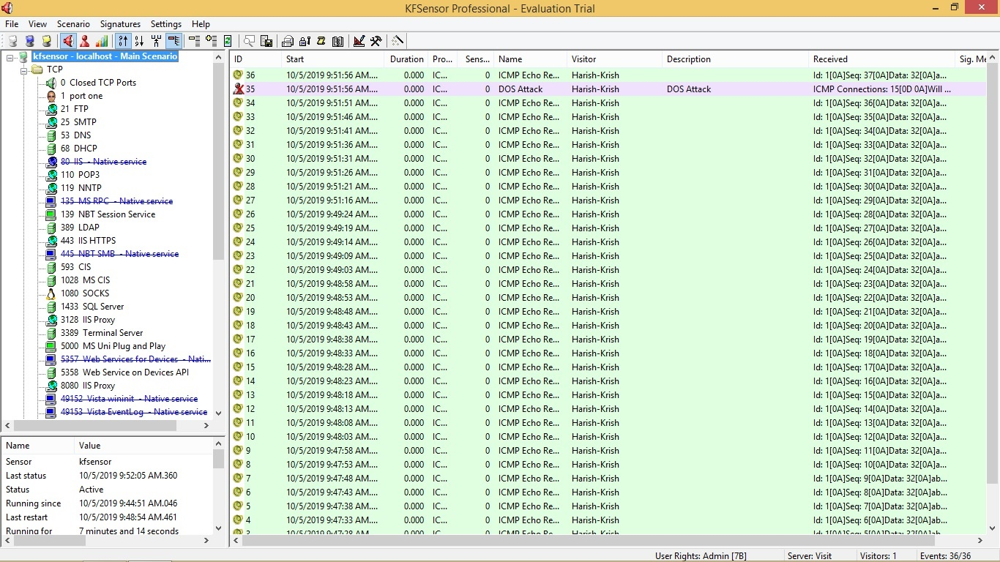 KFSensor Professional - Evaluation Trial
File View Scenario Signatures Settings Help
kfsensor - localhost - Main Scenario
TCP
0 Closed TCP Ports
1 port one
21 FTP
25 SMTP
53 DNS
68 DHCP
80 IIS - Native service
110 POP3
119 NNTP
135 MS RPC - Native service
139 NBT Session Service
389 LDAP
443 IIS HTTPS
445 NBT SMB - Native service
593 CIS
1028 MS CIS
1080 SOCKS
1433 SQL Server
3128 IIS Proxy
3389 Terminal Server
5000 MS Uni Plug and Play
5357 Web Services for Devices - Nati...
5358 Web Service on Devices API
8080 IIS Proxy
49152 Vista wininit - Native service
49153 Vista EventLog - Native service
Name Value
Sensor kfsensor
Last status 10/5/2019 9:52:05 AM.360
Status Active
Running since 10/5/2019 9:44:51 AM.046
Last restart 10/5/2019 9:48:54 AM.461
Running for 7 minutes and 14 seconds
ID Start Duration Pro... Sens... Name Visitor Description Received Sig. Me
36 10/5/2019 9:51:56 AM.... 0.000 IC... 0 ICMP Echo Re... Harish-Krish Id: 1[0A]Seq: 37[0A]Data: 32[0A]a...
35 10/5/2019 9:51:56 AM.... 0.000 IC... 0 DOS Attack DOS Attack ICMP Connections: 15[0D 0A]Will ...
34 10/5/2019 9:51:51 AM.... 0.000 IC... 0 ICMP Echo Re... Harish-Krish Id: 1[0A]Seq: 36[0A]Data: 32[0A]a...
33 10/5/2019 9:51:46 AM.... 0.000 IC... 0 ICMP Echo Re... Harish-Krish Id: 1[0A]Seq: 35[0A]Data: 32[0A]a...
32 10/5/2019 9:51:41 AM.... 0.000 IC... 0 ICMP Echo Re... Harish-Krish Id: 1[0A]Seq: 34[0A]Data: 32[0A]a...
31 10/5/2019 9:51:36 AM.... 0.000 IC... 0 ICMP Echo Re... Harish-Krish Id: 1[0A]Seq: 33[0A]Data: 32[0A]a...
30 10/5/2019 9:51:31 AM.... 0.000 IC... 0 ICMP Echo Re... Harish-Krish Id: 1[0A]Seq: 32[0A]Data: 32[0A]a...
29 10/5/2019 9:51:26 AM.... 0.000 IC... 0 ICMP Echo Re... Harish-Krish Id: 1[0A]Seq: 31[0A]Data: 32[0A]a...
28 10/5/2019 9:51:21 AM.... 0.000 IC... 0 ICMP Echo Re... Harish-Krish Id: 1[0A]Seq: 30[0A]Data: 32[0A]a...
27 10/5/2019 9:51:16 AM.... 0.000 IC... 0 ICMP Echo Re... Harish-Krish Id: 1[0A]Seq: 29[0A]Data: 32[0A]a...
26 10/5/2019 9:49:24 AM.... 0.000 IC... 0 ICMP Echo Re... Harish-Krish Id: 1[0A]Seq: 28[0A]Data: 32[0A]a...
25 10/5/2019 9:49:19 AM.... 0.000 IC... 0 ICMP Echo Re... Harish-Krish Id: 1[0A]Seq: 27[0A]Data: 32[0A]a...
24 10/5/2019 9:49:14 AM.... 0.000 IC... 0 ICMP Echo Re... Harish-Krish Id: 1[0A]Seq: 26[0A]Data: 32[0A]a...
23 10/5/2019 9:49:09 AM.... 0.000 IC... 0 ICMP Echo Re... Harish-Krish Id: 1[0A]Seq: 25[0A]Data: 32[0A]a...
22 10/5/2019 9:49:03 AM.... 0.000 IC... 0 ICMP Echo Re... Harish-Krish Id: 1[0A]Seq: 24[0A]Data: 32[0A]a...
21 10/5/2019 9:48:58 AM.... 0.000 IC... 0 ICMP Echo Re... Harish-Krish Id: 1[0A]Seq: 23[0A]Data: 32[0A]a...
20 10/5/2019 9:48:53 AM.... 0.000 IC... 0 ICMP Echo Re... Harish-Krish Id: 1[0A]Seq: 22[0A]Data: 32[0A]a...
19 10/5/2019 9:48:48 AM.... 0.000 IC... 0 ICMP Echo Re... Harish-Krish Id: 1[0A]Seq: 21[0A]Data: 32[0A]a...
18 10/5/2019 9:48:43 AM.... 0.000 IC... 0 ICMP Echo Re... Harish-Krish Id: 1[0A]Seq: 20[0A]Data: 32[0A]a...
17 10/5/2019 9:48:38 AM.... 0.000 IC... 0 ICMP Echo Re... Harish-Krish Id: 1[0A]Seq: 19[0A]Data: 32[0A]a...
16 10/5/2019 9:48:33 AM.... 0.000 IC... 0 ICMP Echo Re... Harish-Krish Id: 1[0A]Seq: 18[0A]Data: 32[0A]a...
15 10/5/2019 9:48:28 AM.... 0.000 IC... 0 ICMP Echo Re... Harish-Krish Id: 1[0A]Seq: 17[0A]Data: 32[0A]a...
14 10/5/2019 9:48:23 AM.... 0.000 IC... 0 ICMP Echo Re... Harish-Krish Id: 1[0A]Seq: 16[0A]Data: 32[0A]a...
13 10/5/2019 9:48:18 AM.... 0.000 IC... 0 ICMP Echo Re... Harish-Krish Id: 1[0A]Seq: 15[0A]Data: 32[0A]a...
12 10/5/2019 9:48:13 AM.... 0.000 IC... 0 ICMP Echo Re... Harish-Krish Id: 1[0A]Seq: 14[0A]Data: 32[0A]a...
11 10/5/2019 9:48:08 AM.... 0.000 IC... 0 ICMP Echo Re... Harish-Krish Id: 1[0A]Seq: 13[0A]Data: 32[0A]a...
10 10/5/2019 9:48:03 AM.... 0.000 IC... 0 ICMP Echo Re... Harish-Krish Id: 1[0A]Seq: 12[0A]Data: 32[0A]a...
9 10/5/2019 9:47:58 AM.... 0.000 IC... 0 ICMP Echo Re... Harish-Krish Id: 1[0A]Seq: 11[0A]Data: 32[0A]a...
8 10/5/2019 9:47:53 AM.... 0.000 IC... 0 ICMP Echo Re... Harish-Krish Id: 1[0A]Seq: 10[0A]Data: 32[0A]a...
7 10/5/2019 9:47:48 AM.... 0.000 IC... 0 ICMP Echo Re... Harish-Krish Id: 1[0A]Seq: 9[0A]Data: 32[0A]ab...
6 10/5/2019 9:47:43 AM.... 0.000 IC... 0 ICMP Echo Re... Harish-Krish Id: 1[0A]Seq: 8[0A]Data: 32[0A]ab...
5 10/5/2019 9:47:38 AM.... 0.000 IC... 0 ICMP Echo Re... Harish-Krish Id: 1[0A]Seq: 7[0A]Data: 32[0A]ab...
4 10/5/2019 9:47:33 AM.... 0.000 IC... 0 ICMP Echo Re... Harish-Krish Id: 1[0A]Seq: 6[0A]Data: 32[0A]ab...
3 10/5/2019 9:47:28 AM.... 0.000 IC... 0 ICMP Echo Re... Harish-Krish Id: 1[0A]Seq: 5[0A]Data: 32[0A]ab...
User Rights: Admin [7B] Server: Visit Visitors: 1 Events: 36/36